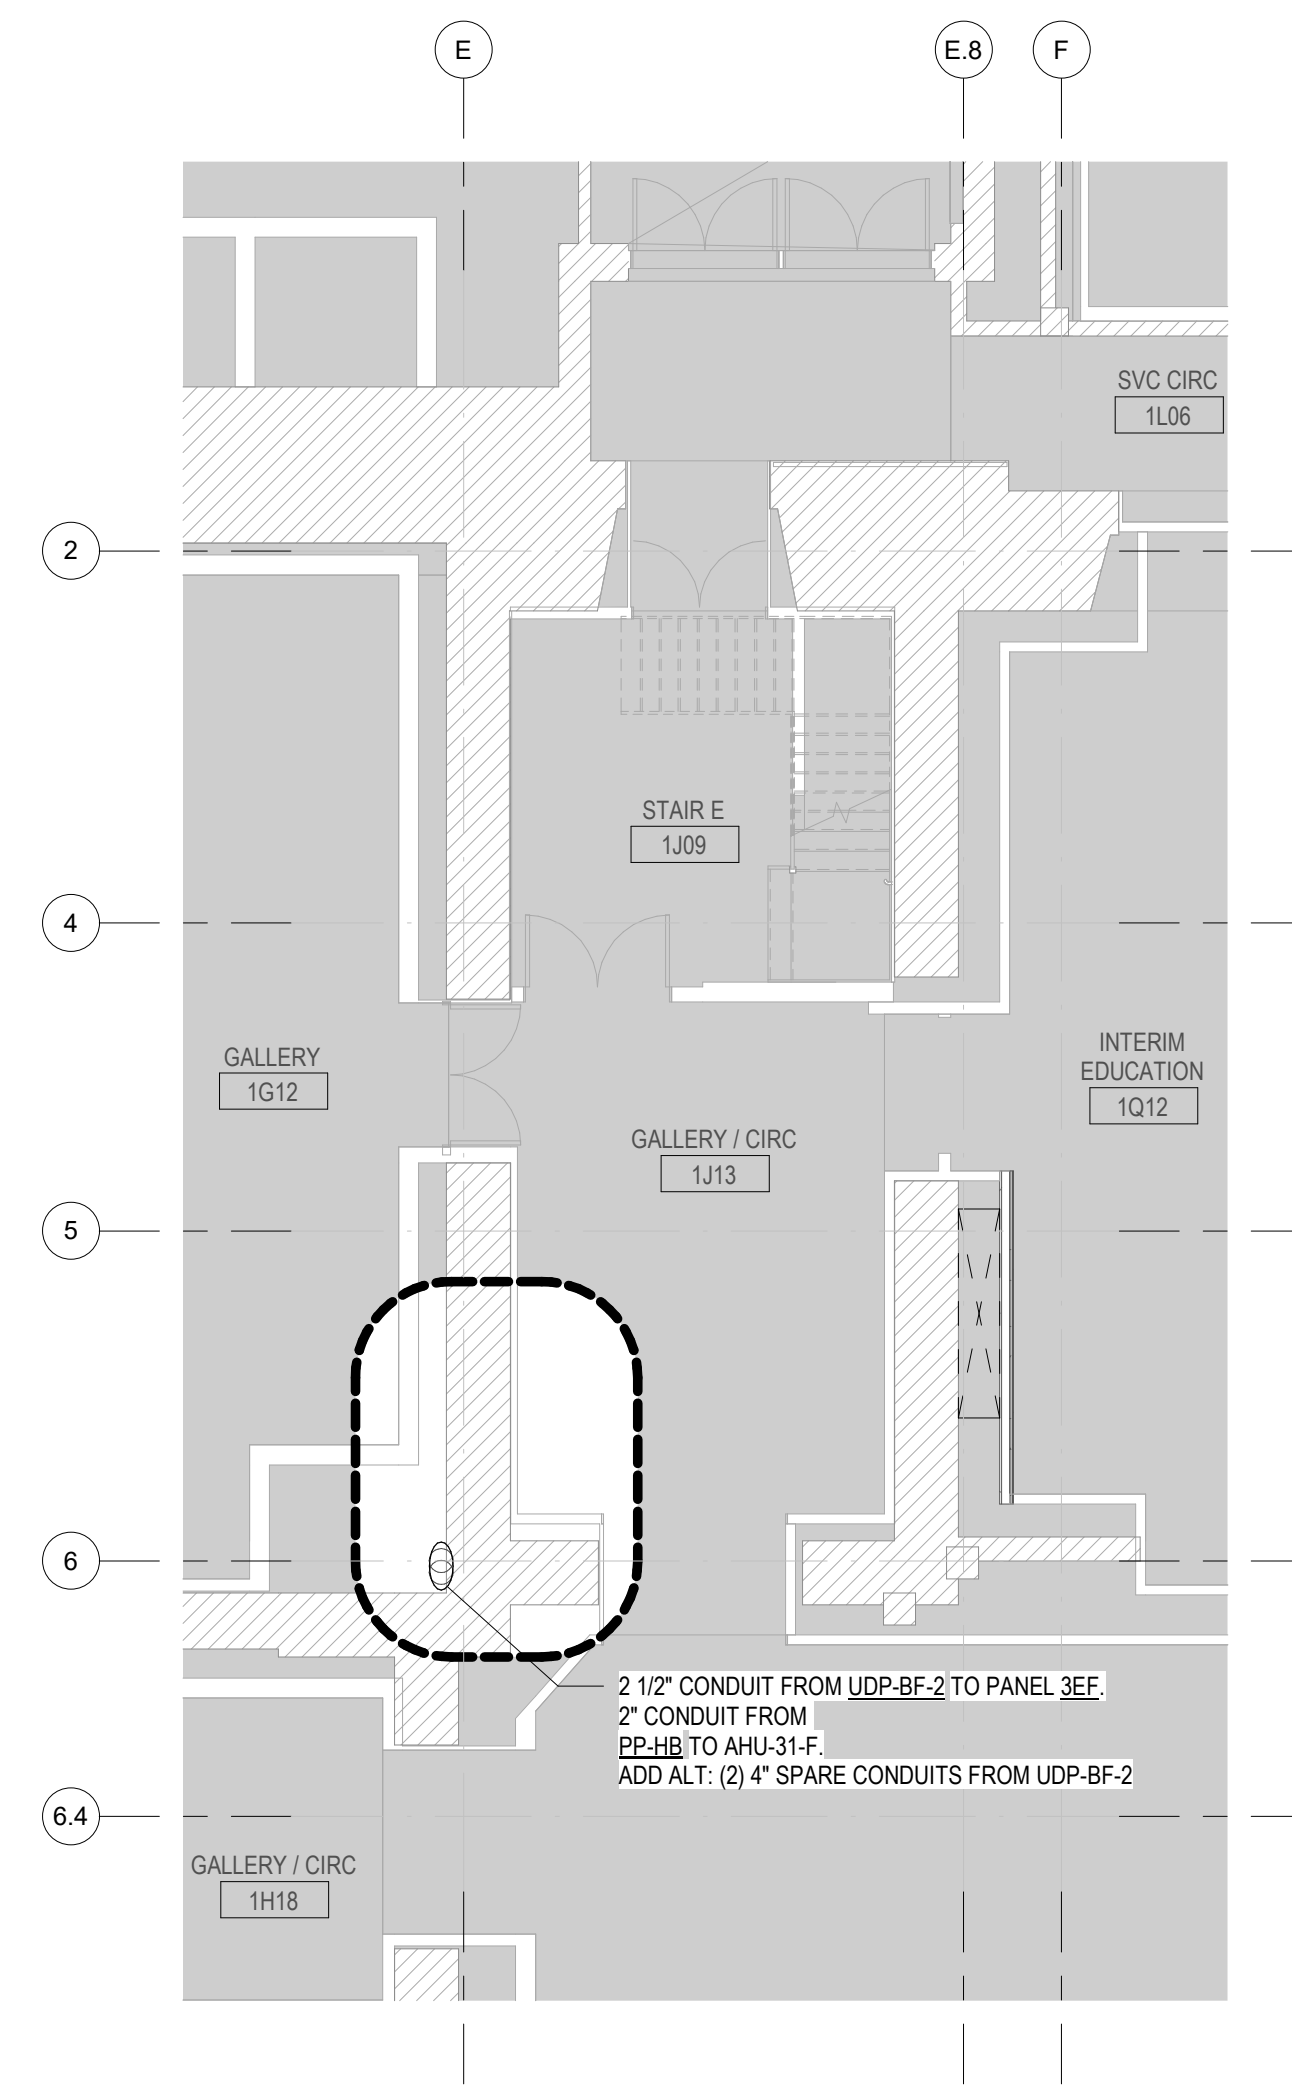 E
E.8
F
SVC CIRC
1L06
2
STAIR E
1J09
4
GALLERY
1G12
INTERIM
EDUCATION
1Q12
GALLERY / CIRC
1J13
5
6
2 1/2" CONDUIT FROM UDP-BF-2 TO PANEL 3EF.
2" CONDUIT FROM
PP-HB TO AHU-31-F.
ADD ALT: (2) 4" SPARE CONDUITS FROM UDP-BF-2
6.4
GALLERY / CIRC
1H18